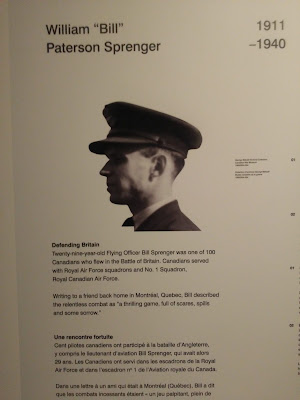 William "Bill"
Paterson Sprenger
1911
–1940
Defending Britain
Twenty-nine-year-old Flying Officer Bill Sprenger was one of 100
Canadians who flew in the Battle of Britain. Canadians served
with Royal Air Force squadrons and No. 1 Squadron,
Royal Canadian Air Force.
Writing to a friend back home in Montréal, Quebec, Bill described
the relentless combat as "a thrilling game, full of scares, spills
and some sorrow."
Une rencontre fortuite
Cent pilotes canadiens ont participé à la bataille d'Angleterre,
y compris le lieutenant d'aviation Bill Sprenger, qui avait alors
29 ans. Les Canadiens ont servi dans les escadrons de la Royal
Air Force et dans l'escadron nº 1 de l'Aviation royale du Canada.
Dans une lettre à un ami qui était à Montréal (Québec), Bill a dit
que les combats incessants étaient – un jeu palpitant, plein de
01
02